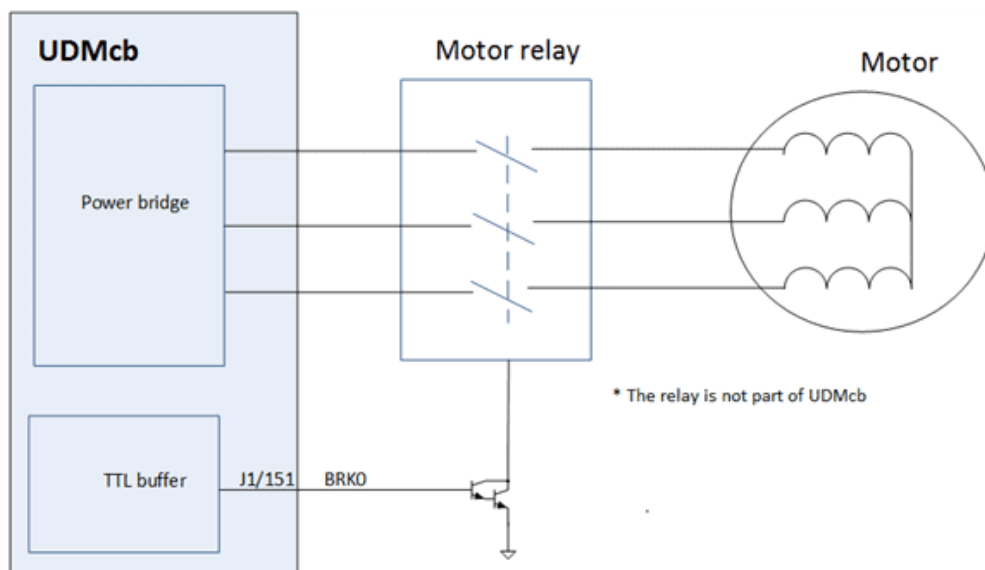 UDMcb
Motor relay
Motor
Power bridge
* The relay is not part of UDMcb
TTL buffer
J1/151
BRK0